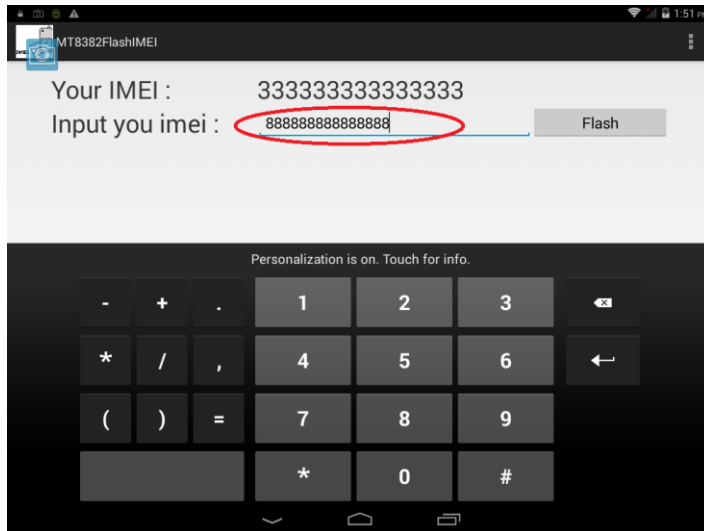 1:51 PM
MT8382FlashIMEI
Your IMEI : 333333333333333
Input you imei : 888888888888888 Flash
Personalization is on. Touch for info.
- + . 1 2 3
* / , 4 5 6
( ) = 7 8 9
* 0 #